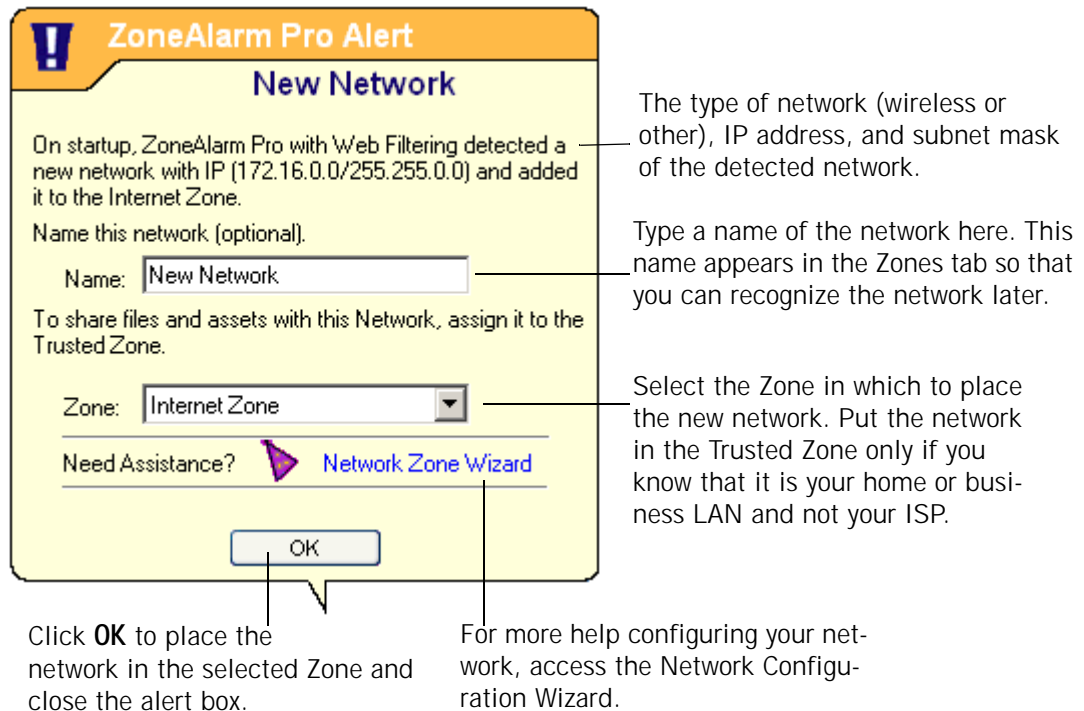 ZoneAlarm Pro Alert
New Network
On startup, ZoneAlarm Pro with Web Filtering detected a
new network with IP (172.16.0.0/255.255.0.0) and added
it to the Internet Zone.
Name this network (optional).
Name: New Network
To share files and assets with this Network, assign it to the
Trusted Zone.
Zone: Internet Zone
Need Assistance? Network Zone Wizard
OK
The type of network (wireless or
other), IP address, and subnet mask
of the detected network.
Type a name of the network here. This
name appears in the Zones tab so that
you can recognize the network later.
Select the Zone in which to place
the new network. Put the network
in the Trusted Zone only if you
know that it is your home or busi-
ness LAN and not your ISP.
Click OK to place the
network in the selected Zone and
close the alert box.
For more help configuring your net-
work, access the Network Configu-
ration Wizard.